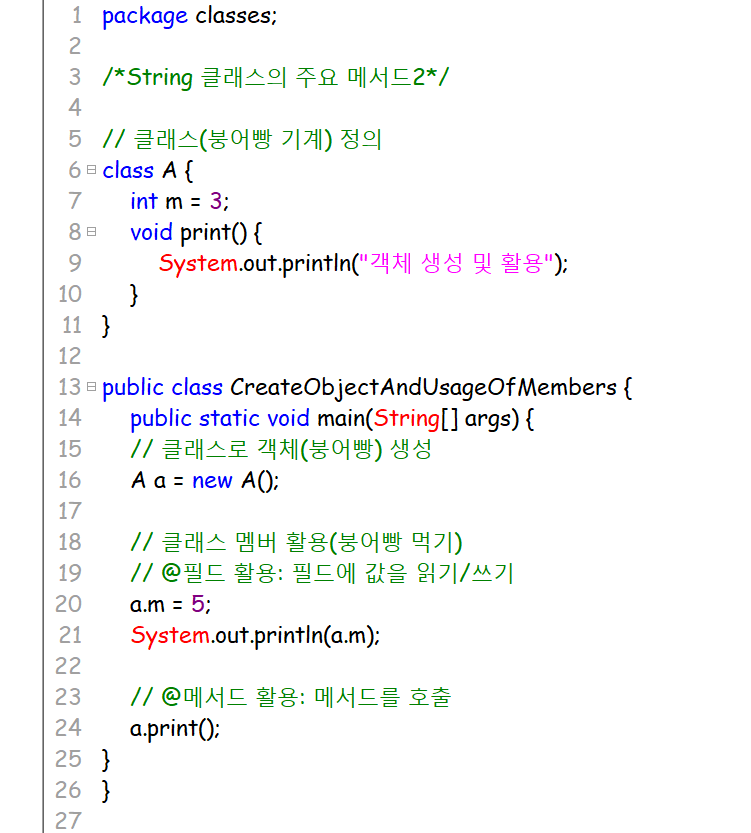 1 package classes;
2
3 /*String 클래스의 주요 메서드2*/
4
5 // 클래스(붕어빵 기계) 정의
6 class A {
7 int m = 3;
8 void print() {
9 System.out.println("객체 생성 및 활용");
10 }
11 }
12
13 public class CreateObjectAndUsageOfMembers {
14 public static void main(String[] args) {
15 // 클래스로 객체(붕어빵) 생성
16 A a = new A();
17
18 // 클래스 멤버 활용(붕어빵 먹기)
19 // @필드 활용: 필드에 값을 읽기/쓰기
20 a.m = 5;
21 System.out.println(a.m);
22
23 // @메서드 활용: 메서드를 호출
24 a.print();
25 }
26 }
27